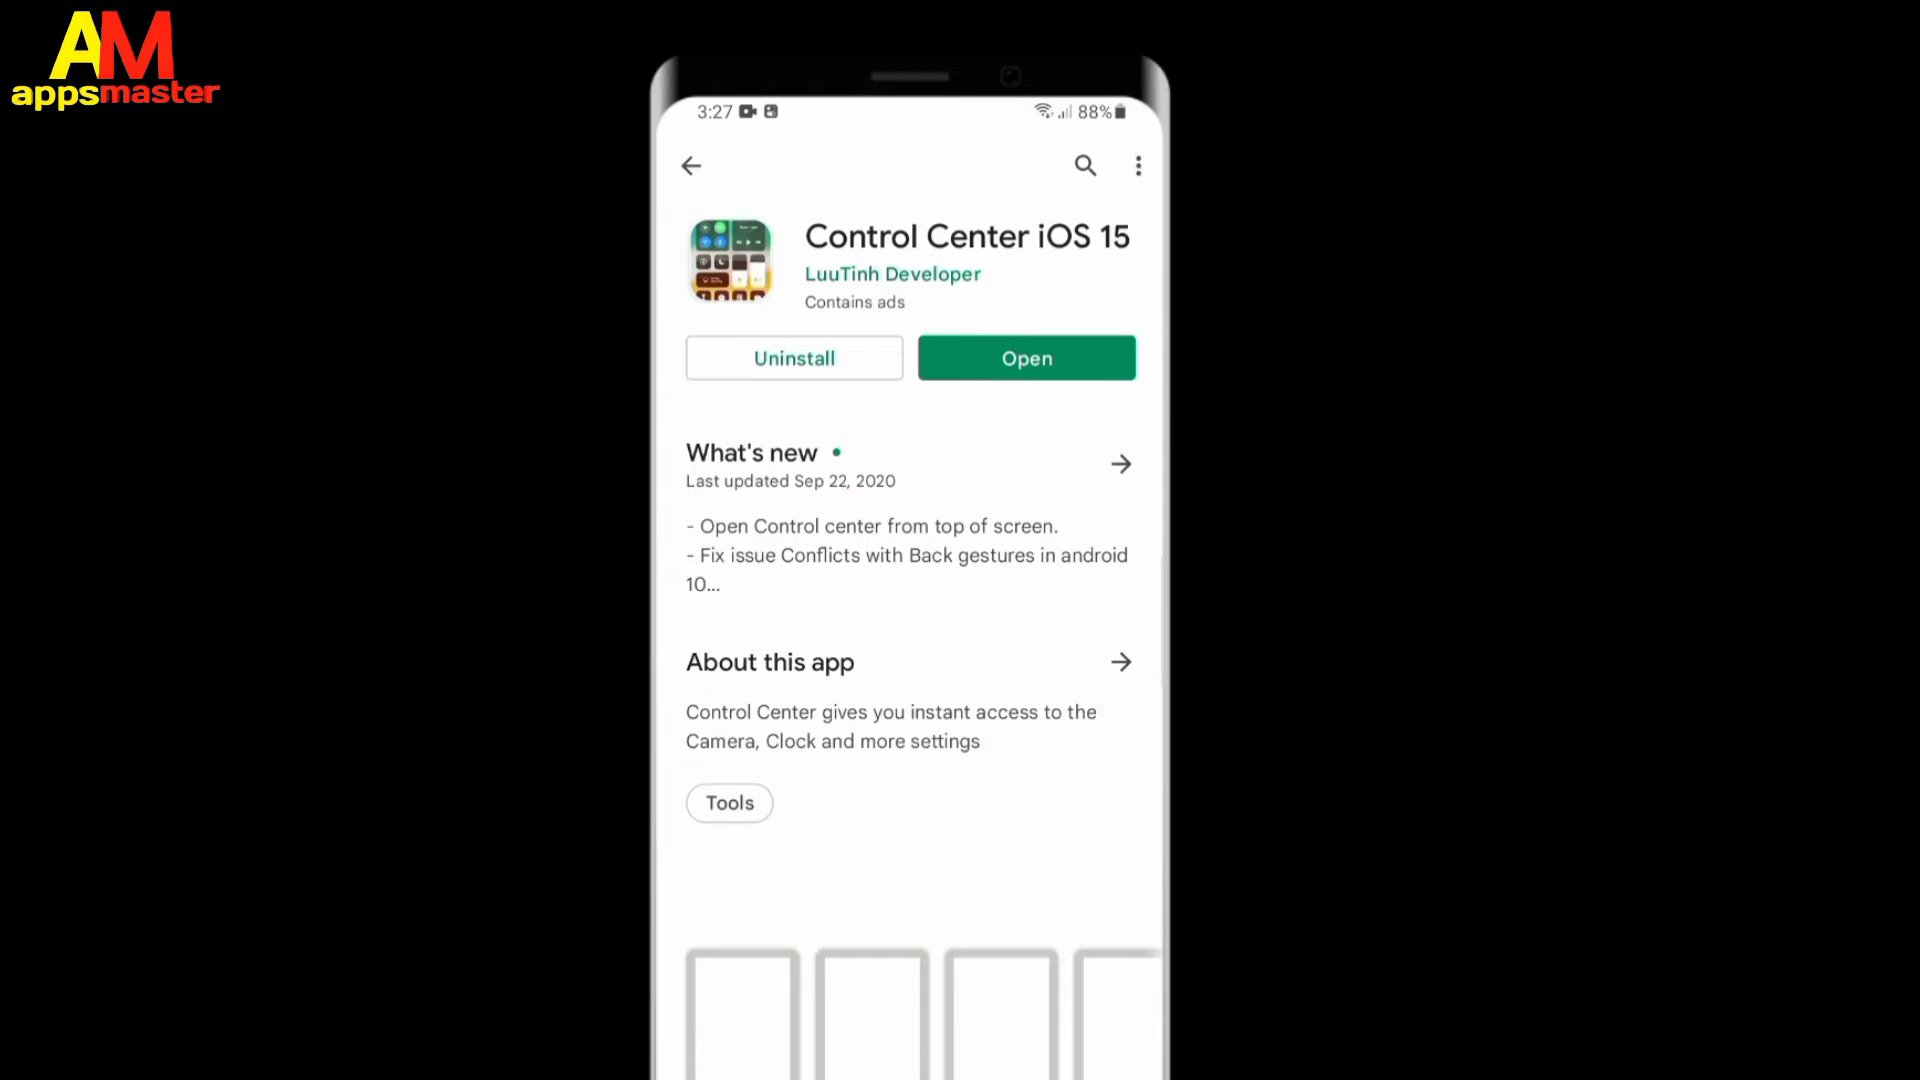 AM
appsmaster
3:27
88%
Control Center iOS 15
LuuTinh Developer
Contains ads
Uninstall
Open
What's new
Last updated Sep 22, 2020
- Open Control center from top of screen.
- Fix issue Conflicts with Back gestures in android
10...
About this app
Control Center gives you instant access to the
Camera, Clock and more settings
Tools